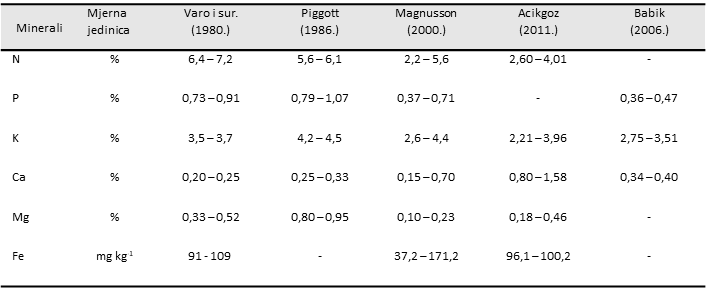 Minerali Mjerna jedinica Varo i sur. (1980.) Piggott (1986.) Magnusson (2000.) Acikgoz (2011.) Babik (2006.)
N % 6,4–7,2 5,6–6,1 2,2–5,6 2,60–4,01 -
P % 0,73–0,91 0,79–1,07 0,37–0,71 - 0,36–0,47
K % 3,5–3,7 4,2–4,5 2,6–4,4 2,21–3,96 2,75–3,51
Ca % 0,20–0,25 0,25–0,33 0,15–0,70 0,80–1,58 0,34–0,40
Mg % 0,33–0,52 0,80–0,95 0,10–0,23 0,18–0,46 -
Fe mg kg¹ 91 - 109 - 37,2–171,2 96,1–100,2 -